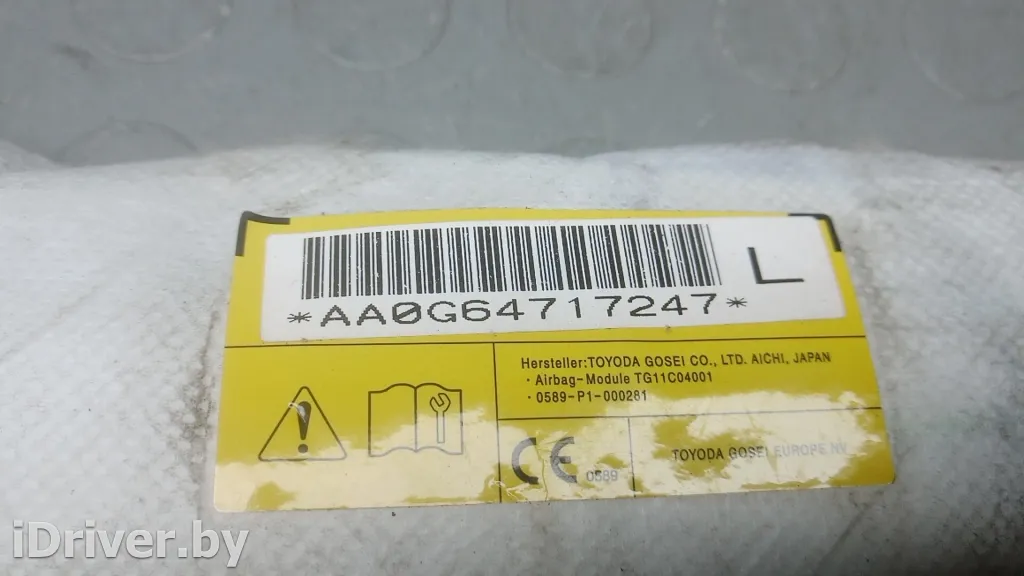 L
*AA0G64717247*
Hersteller:TOYODA GOSEI CO., LTD. AICHI, JAPAN
・Airbag-Module TG11C04001
・0589-P1-000281
CE 0589
TOYODA GOSEI EUROPE NV
iDriver.by